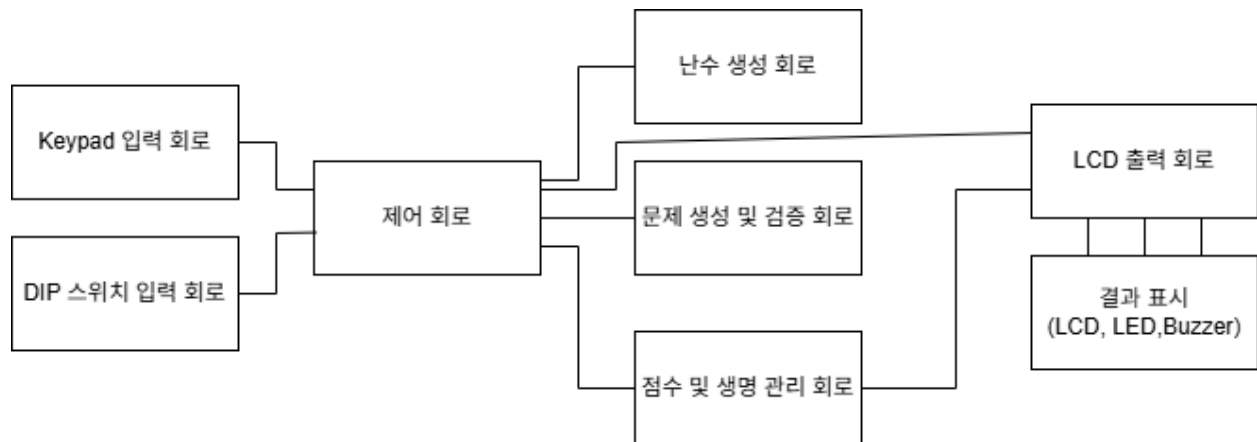 난수 생성 회로
Keypad 입력 회로
LCD 출력 회로
제어 회로
문제 생성 및 검증 회로
DIP 스위치 입력 회로
결과 표시
(LCD, LED,Buzzer)
점수 및 생명 관리 회로